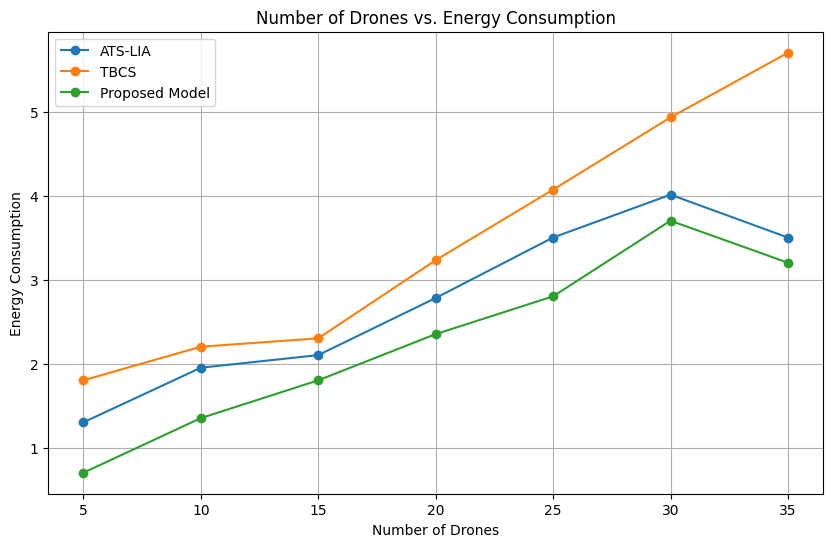 Number of Drones vs. Energy Consumption
ATS-LIA
TBCS
Proposed Model
Energy Consumption
5
4
3
2
1
5 10 15 20 25 30 35
Number of Drones